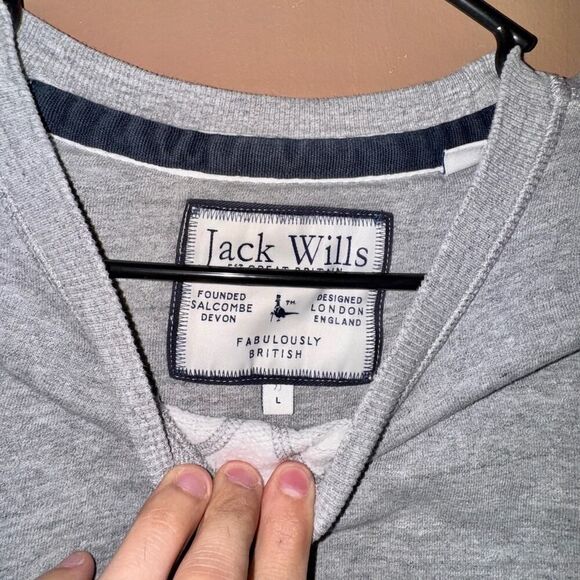 Jack Wills
FOUNDED
SALCOMBE
DEVON
TM
DESIGNED
LONDON
ENGLAND
FABULOUSLY
BRITISH
L